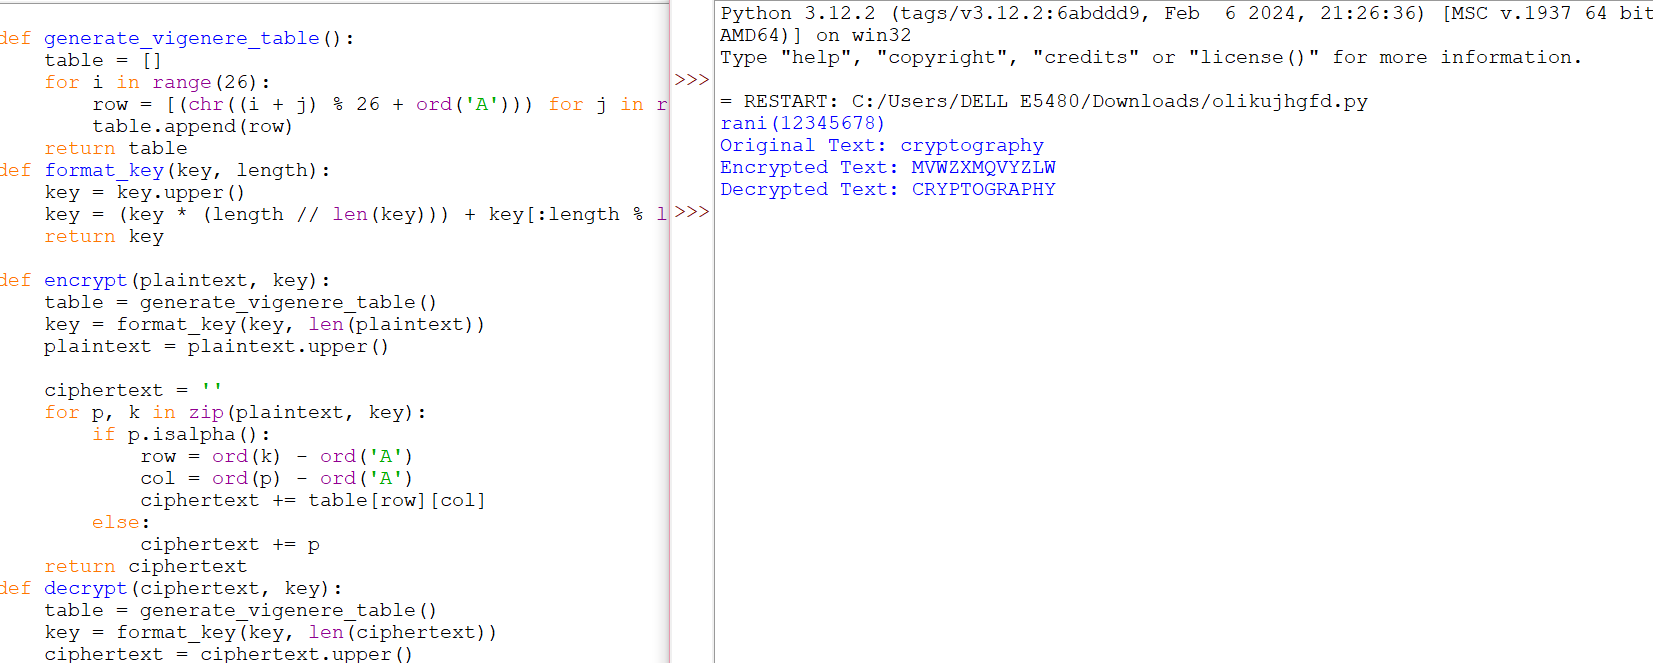 def generate_vigenere_table():
    table = []
    for i in range(26):
        row = [(chr((i + j) % 26 + ord('A'))) for j in r
        table.append(row)
    return table
def format_key(key, length):
    key = key.upper()
    key = (key * (length // len(key))) + key[:length % l
    return key

def encrypt(plaintext, key):
    table = generate_vigenere_table()
    key = format_key(key, len(plaintext))
    plaintext = plaintext.upper()

    ciphertext = ''
    for p, k in zip(plaintext, key):
        if p.isalpha():
            row = ord(k) - ord('A')
            col = ord(p) - ord('A')
            ciphertext += table[row][col]
        else:
            ciphertext += p
    return ciphertext
def decrypt(ciphertext, key):
    table = generate_vigenere_table()
    key = format_key(key, len(ciphertext))
    ciphertext = ciphertext.upper()
Python 3.12.2 (tags/v3.12.2:6abddd9, Feb  6 2024, 21:26:36) [MSC v.1937 64 bit
AMD64)] on win32
Type "help", "copyright", "credits" or "license()" for more information.
>>>
= RESTART: C:/Users/DELL E5480/Downloads/olikujhgfd.py
rani(12345678)
Original Text: cryptography
Encrypted Text: MVWZXMQVYZLW
Decrypted Text: CRYPTOGRAPHY
>>>